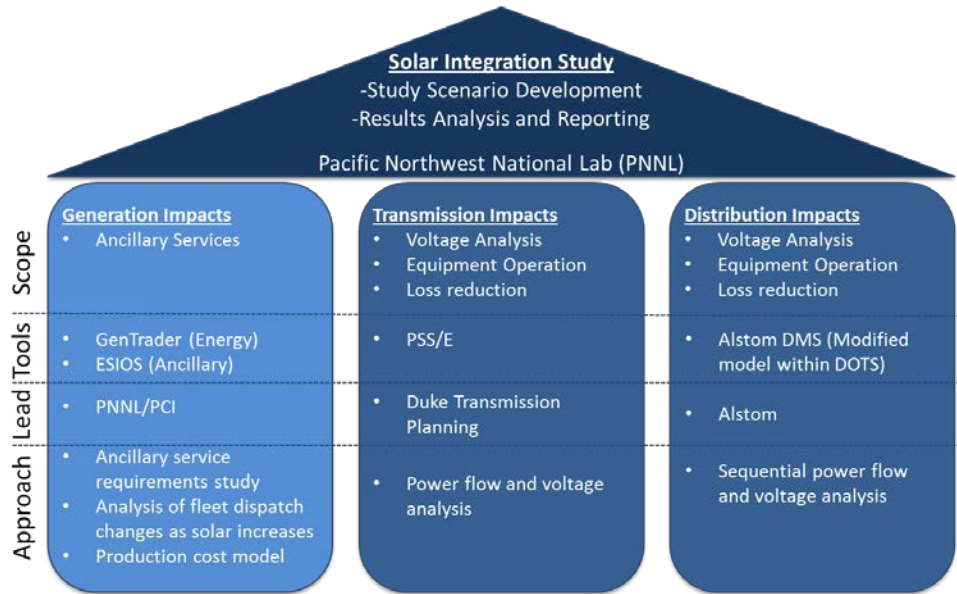 Solar Integration Study
-Study Scenario Development
-Results Analysis and Reporting
Pacific Northwest National Lab (PNNL)
Scope
Generation Impacts
• Ancillary Services
Transmission Impacts
• Voltage Analysis
• Equipment Operation
• Loss reduction
Distribution Impacts
• Voltage Analysis
• Equipment Operation
• Loss reduction
Tools
• GenTrader (Energy)
• ESIOS (Ancillary)
• PSS/E
• Alstom DMS (Modified
model within DOTS)
Lead
• PNNL/PCI
• Duke Transmission
Planning
• Alstom
Approach
• Ancillary service
requirements study
• Analysis of fleet dispatch
changes as solar increases
• Production cost model
• Power flow and voltage
analysis
• Sequential power flow
and voltage analysis